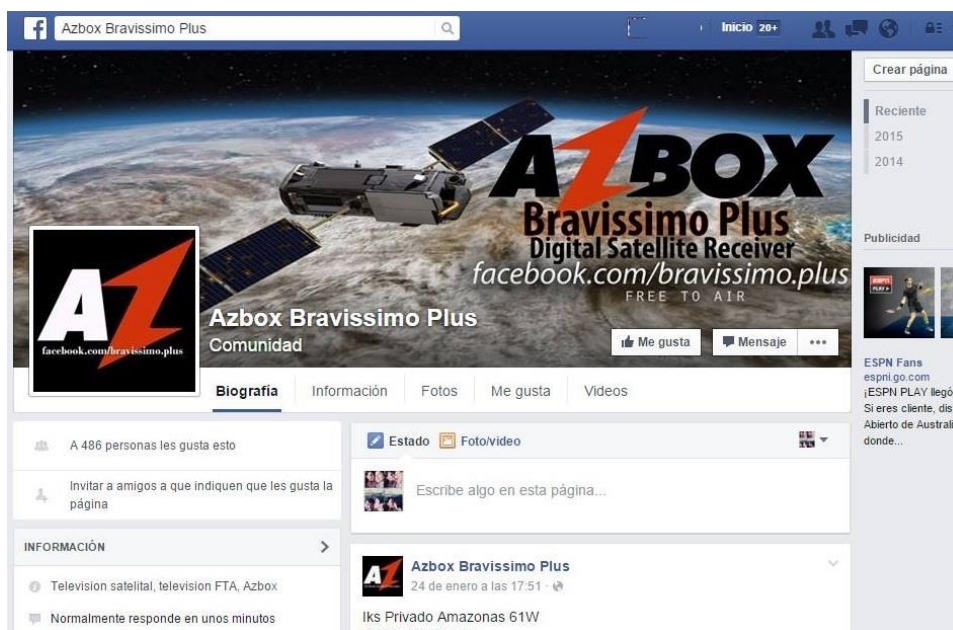 Azbox Bravissimo Plus
Inicio 20+
Crear página
Reciente
2015
2014
AZBOX
Bravissimo Plus
Digital Satellite Receiver
facebook.com/bravissimo.plus
FREE TO AIR
AZ
facebook.com/bravissimo.plus
Azbox Bravissimo Plus
Comunidad
Me gusta
Mensaje
Biografía
Información
Fotos
Me gusta
Videos
Publicidad
ESPN
PLAY
ESPN Fans
espni.go.com
¡ESPN PLAY llegó
Si eres cliente, dis
Abierto de Australi
donde...
A 486 personas les gusta esto
Invitar a amigos a que indiquen que les gusta la
página
INFORMACIÓN
Television satelital, television FTA, Azbox
Normalmente responde en unos minutos
Estado
Foto/video
Escribe algo en esta página...
AZ
Azbox Bravissimo Plus
24 de enero a las 17:51 ·
Iks Privado Amazonas 61W